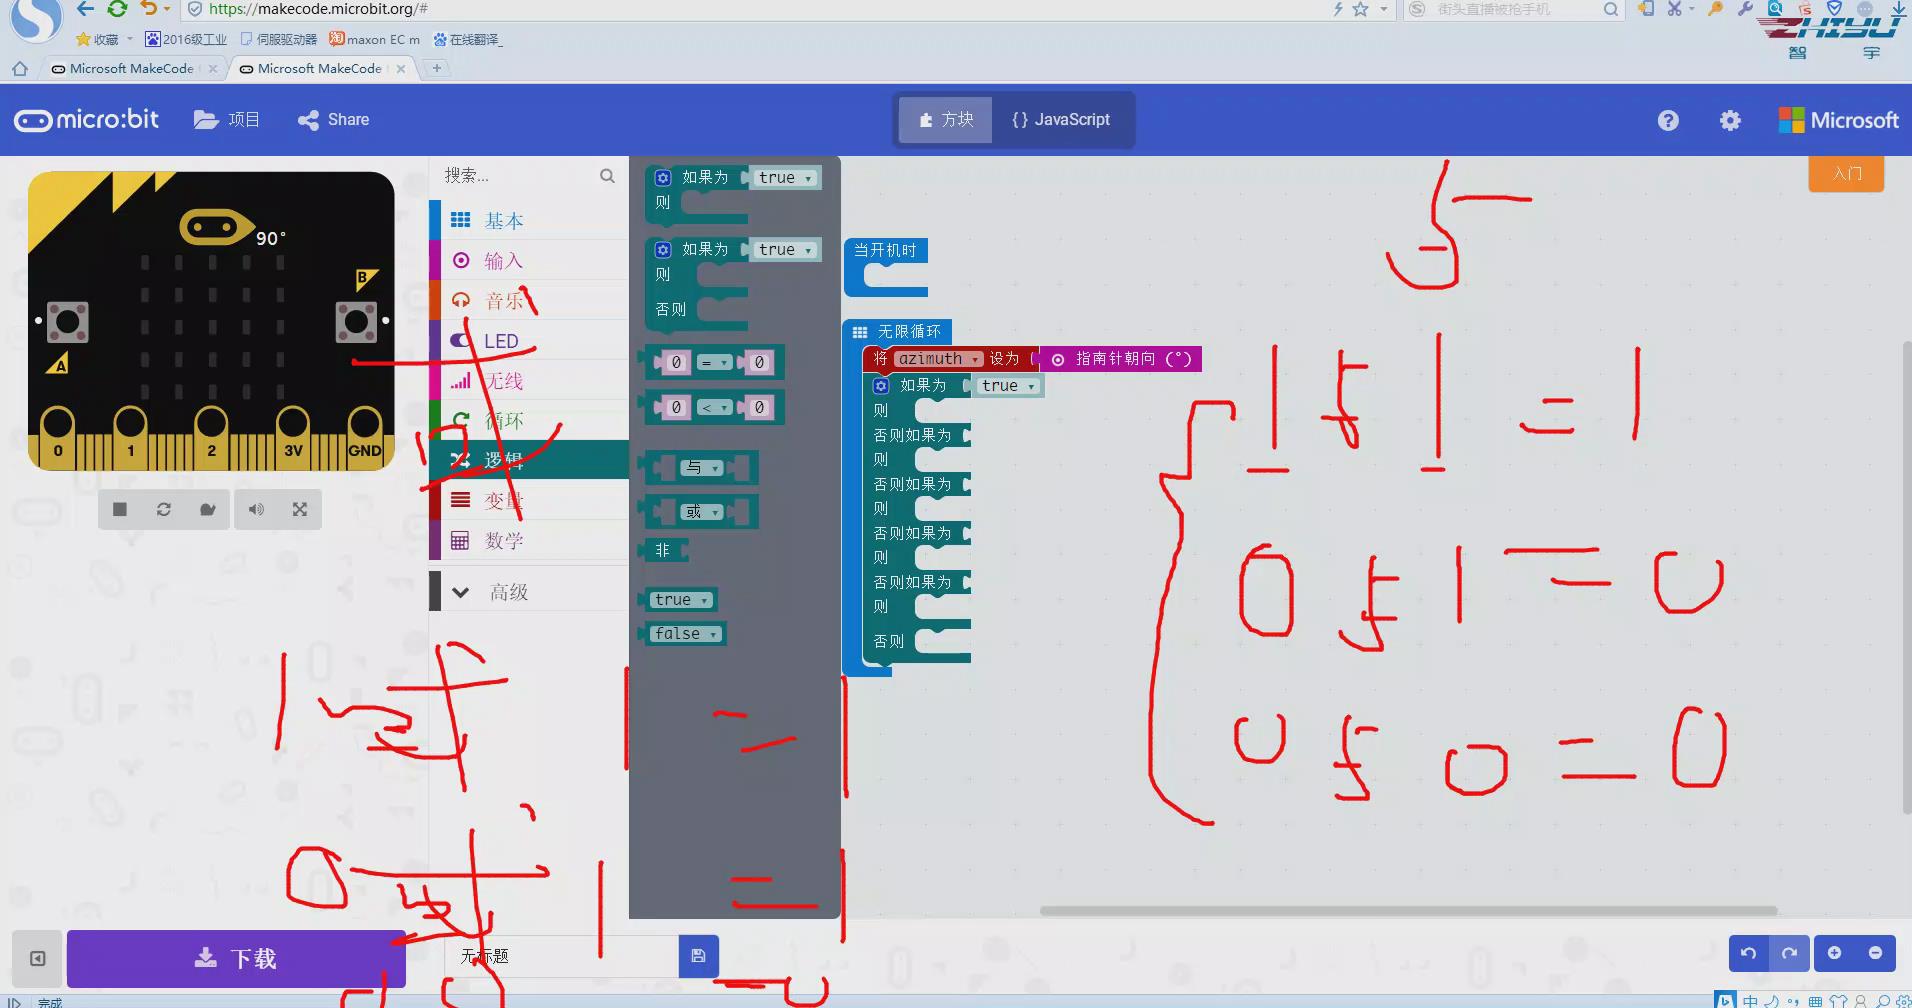 https://makecode.microbit.org/#
街头直播被抢手机
收藏 2016级工业 伺服驱动器 maxon EC m 在线翻译_
ZHIYU
智 宇
Microsoft MakeCode
Microsoft MakeCode
micro:bit 项目 Share
方块 {} JavaScript
Microsoft
入门
90°
B
A
0 1 2 3V GND
搜索...
基本
输入
音乐
LED
无线
循环
逻辑
变量
数学
高级
如果为 true
则
如果为 true
则
否则
0 = 0
0 < 0
与
或
非
true
false
当开机时
无限循环
将 azimuth 设为 指南针朝向 (°)
如果为 true
则
否则如果为
则
否则如果为
则
否则如果为
则
否则如果为
则
否则
与
1 与 1 = 1
0 与 1 = 0
0 与 0 = 0
或
1 或 1 = 1
0 或 1 = 1
= 0
下载
无标题
完成
中